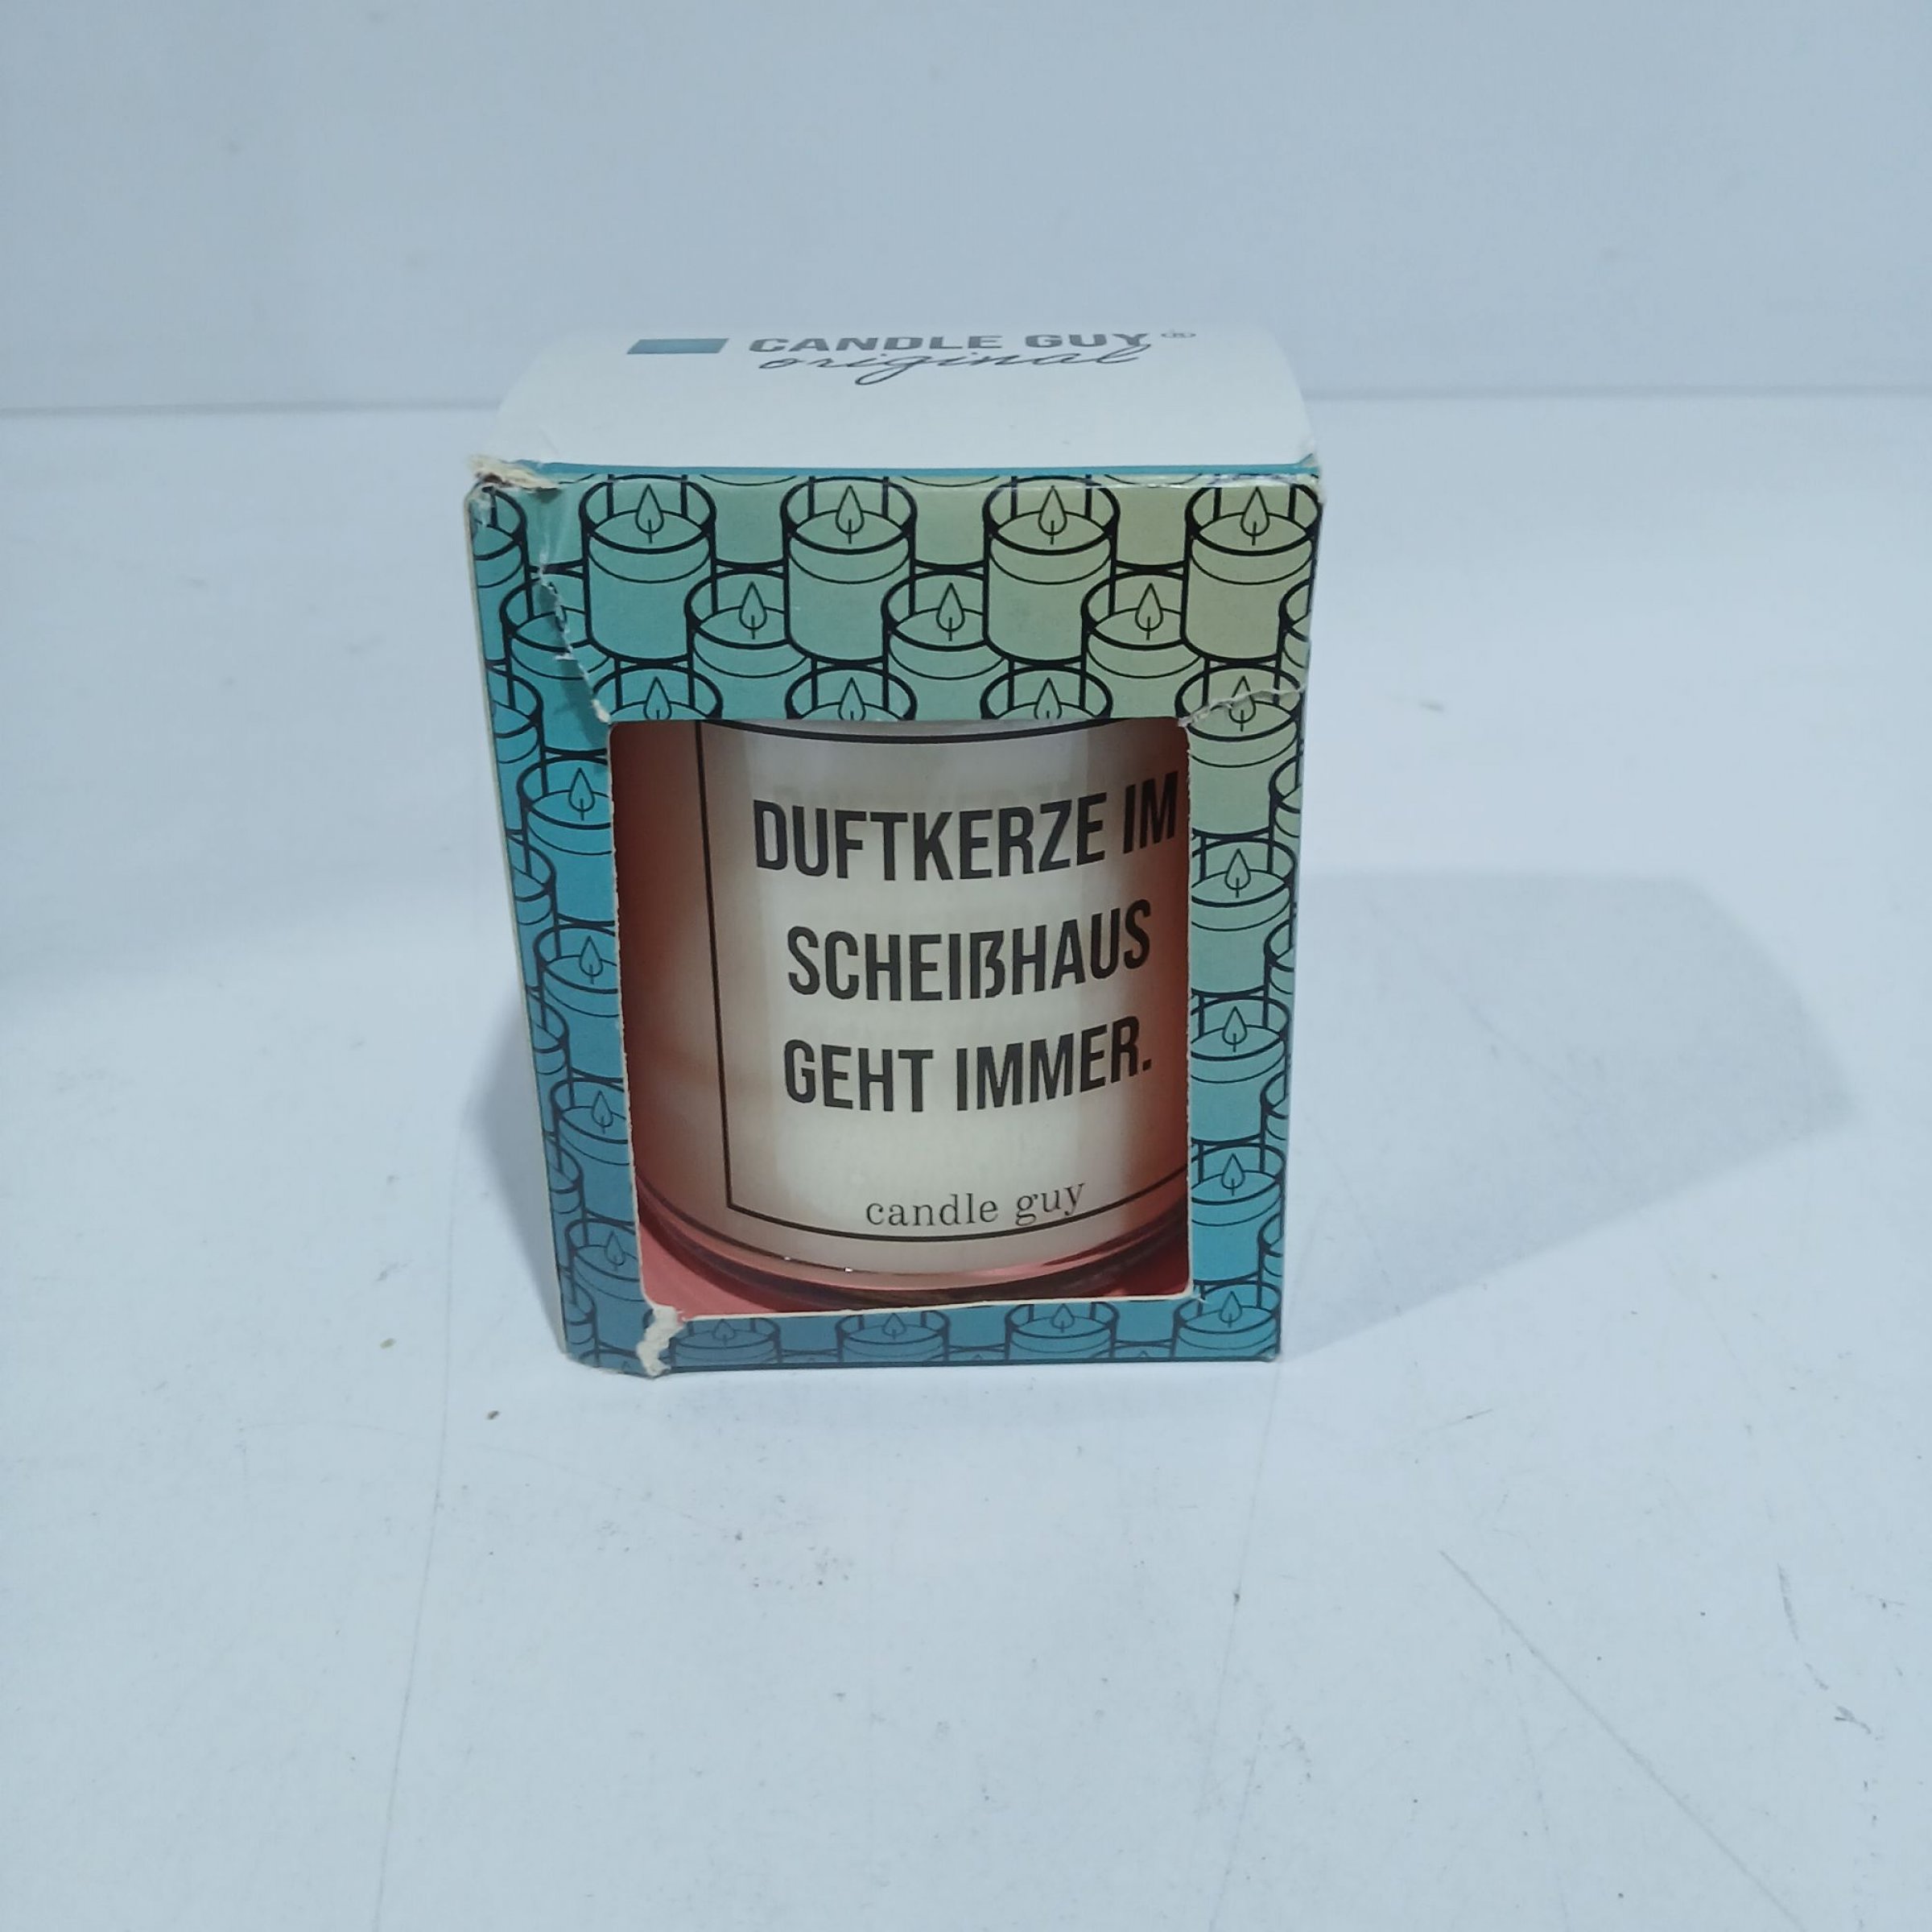 CANDLE GUY®
original
DUFTKERZE IM
SCHEIẞHAUS
GEHT IMMER.
candle guy